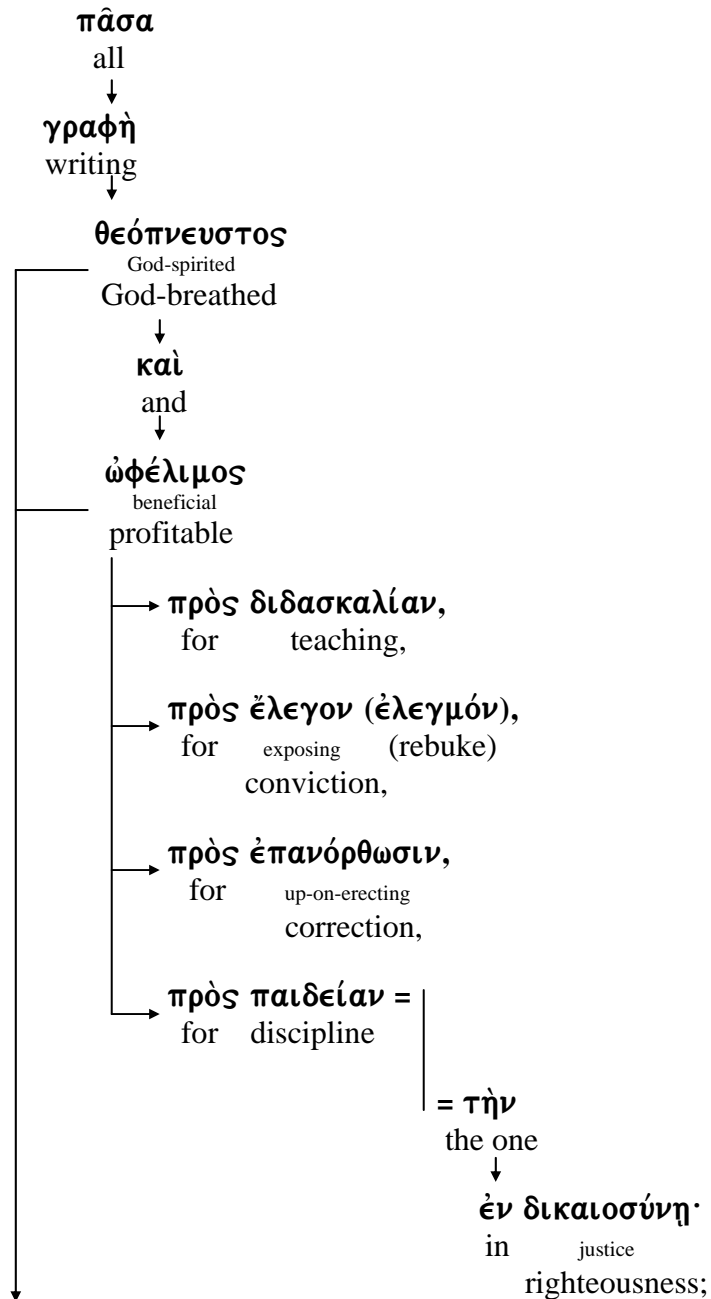 πᾶσα
all
γραφὴ
writing
θεόπνευστος
God-spirited
God-breathed
καὶ
and
ὠφέλιμος
beneficial
profitable
πρὸς διδασκαλίαν,
for teaching,
πρὸς ἔλεγον (ἐλεγμόν),
for exposing (rebuke)
conviction,
πρὸς ἐπανόρθωσιν,
for up-on-erecting
correction,
πρὸς παιδείαν =
for discipline
= τὴν
the one
ἐν δικαιοσύνῃ·
in justice
righteousness;